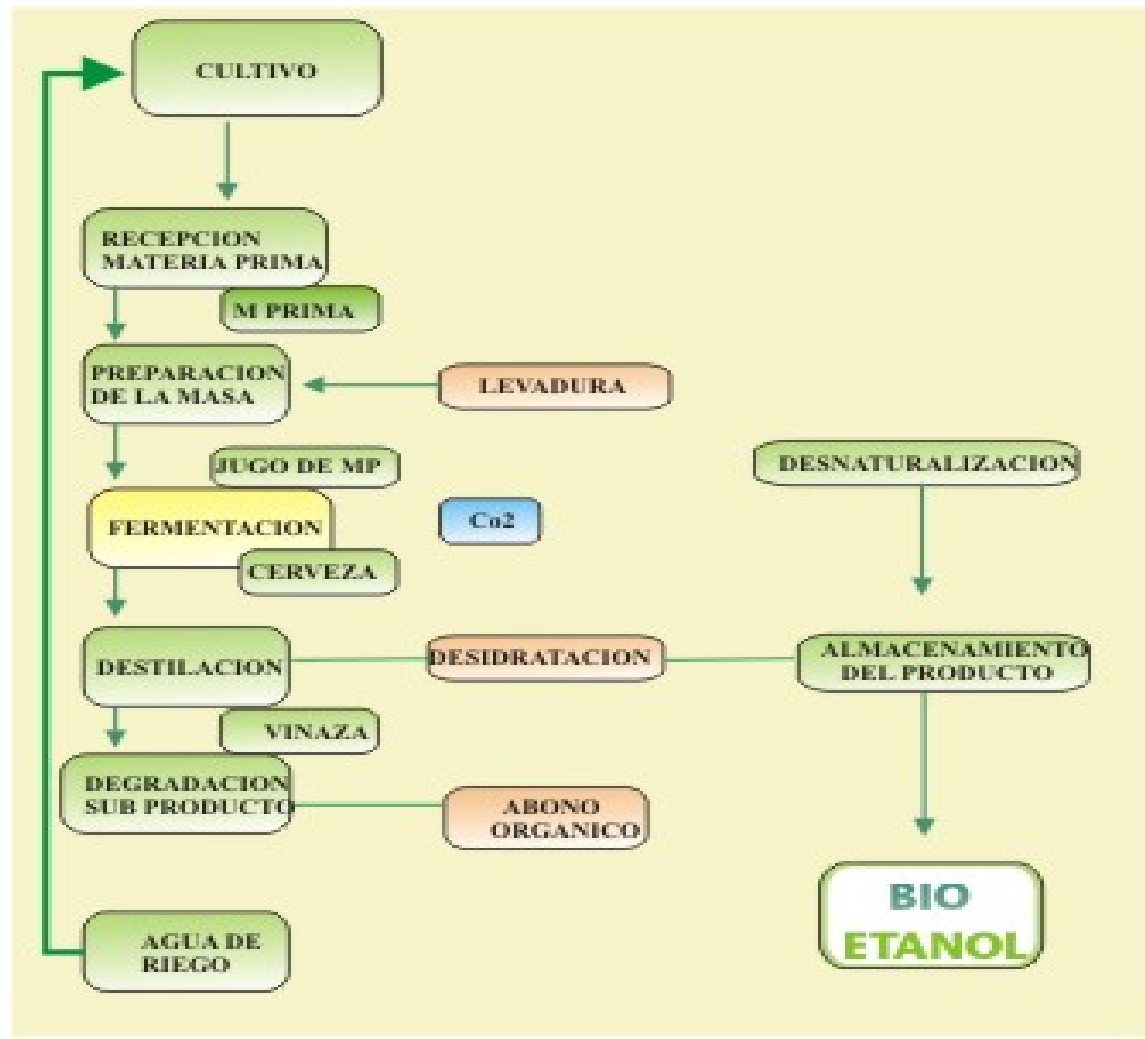 CULTIVO
RECEPCION
MATERIA PRIMA
M PRIMA
PREPARACION
DE LA MASA
LEVADURA
JUGO DE MP
DESNATURALIZACION
FERMENTACION
Co2
CERVEZA
DESTILACION
DESIDRATACION
ALMACENAMIENTO
DEL PRODUCTO
VINAZA
DEGRADACION
SUB PRODUCTO
ABONO
ORGANICO
BIO
ETANOL
AGUA DE
RIEGO